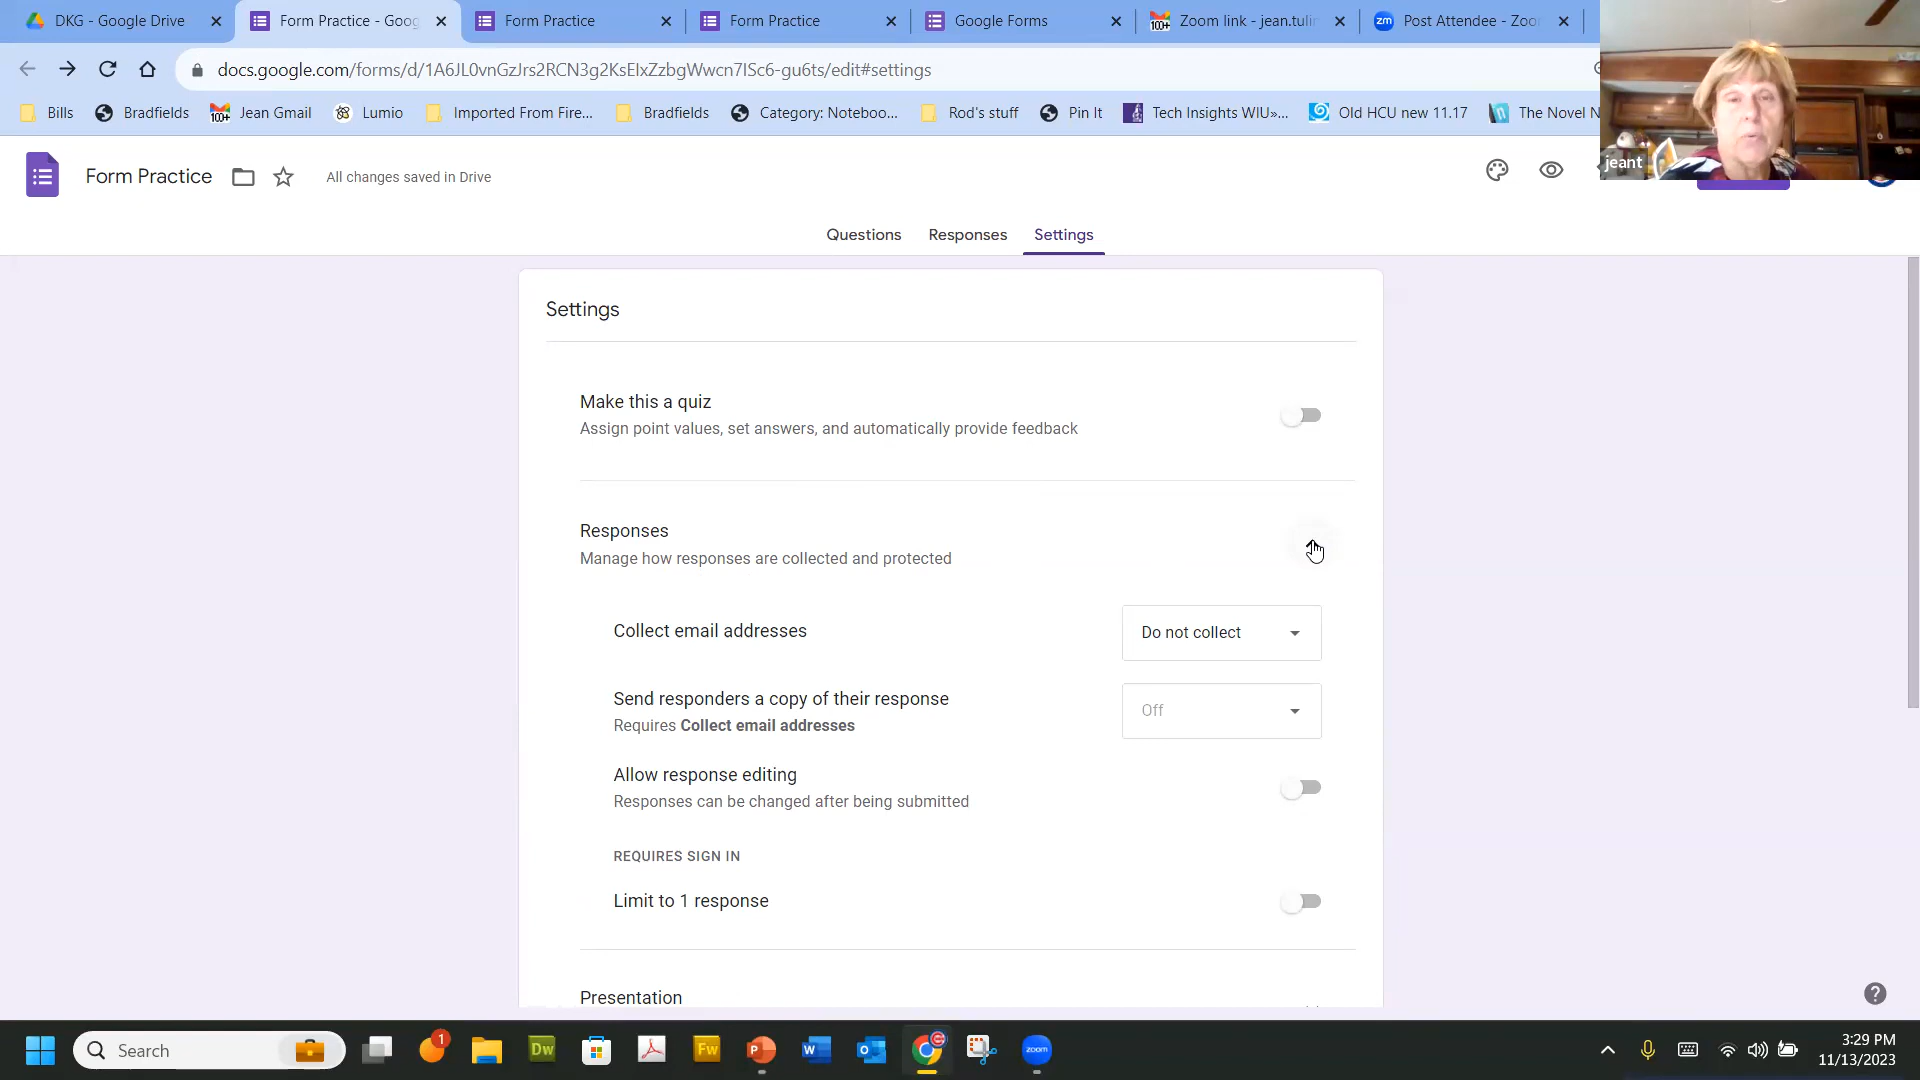 DKG - Google Drive
Form Practice - Goog
Form Practice
Form Practice
Google Forms
Zoom link - jean.tulin
Post Attendee - Zoo
docs.google.com/forms/d/1A6JL0vnGzJrs2RCN3g2KsEIxZzbgWwcn7ISc6-gu6ts/edit#settings
Bills
Bradfields
Jean Gmail
Lumio
Imported From Fire...
Bradfields
Category: Noteboo...
Rod's stuff
Pin It
Tech Insights WIU»...
Old HCU new 11.17
The Novel N
jeant
Form Practice
All changes saved in Drive
Questions
Responses
Settings
Settings
Make this a quiz
Assign point values, set answers, and automatically provide feedback
Responses
Manage how responses are collected and protected
Collect email addresses
Do not collect
Send responders a copy of their response
Off
Requires Collect email addresses
Allow response editing
Responses can be changed after being submitted
REQUIRES SIGN IN
Limit to 1 response
Presentation
Search
1
Dw
Fw
zoom
3:29 PM
11/13/2023